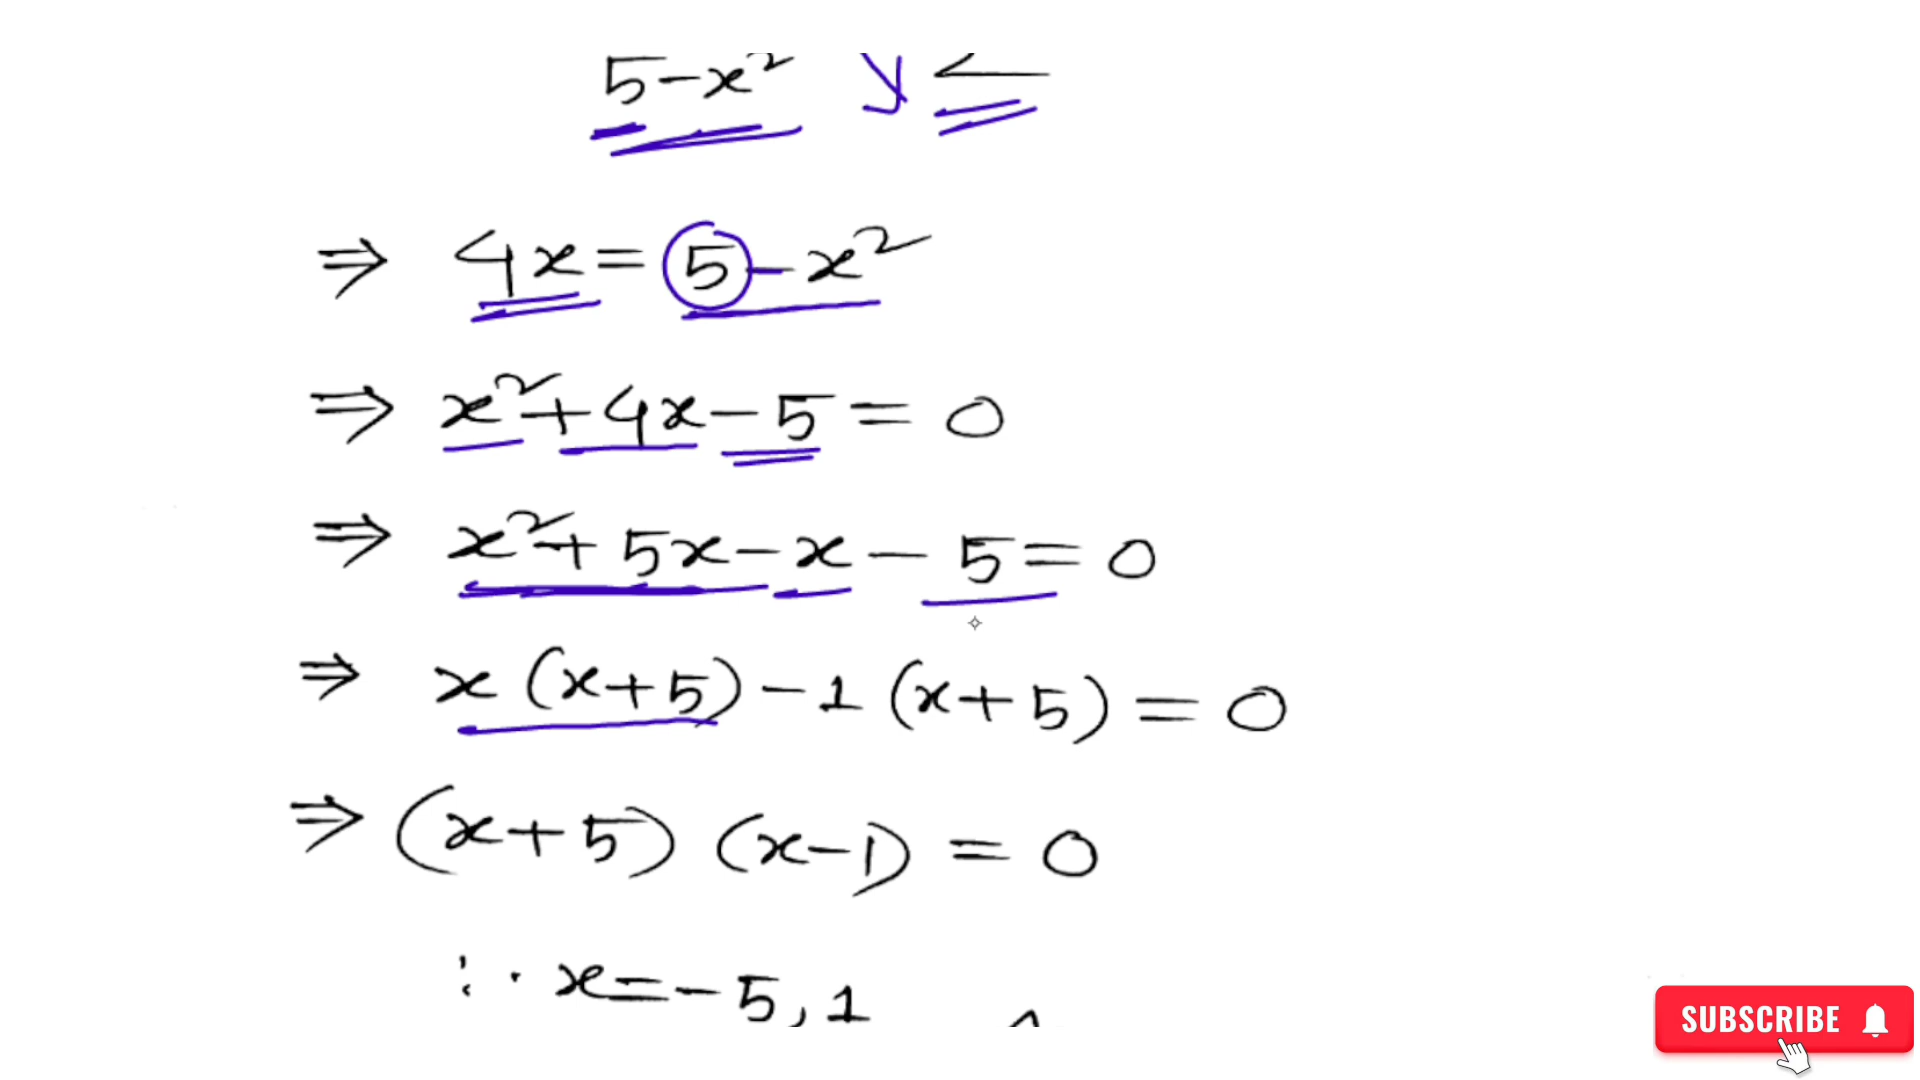 5-x²
⇒ 4x = 5-x²
⇒ x²+4x-5 = 0
⇒ x²+5x-x-5=0
⇒ x(x+5)-1(x+5)=0
⇒ (x+5)(x-1)=0
∴ x=-5,1
SUBSCRIBE